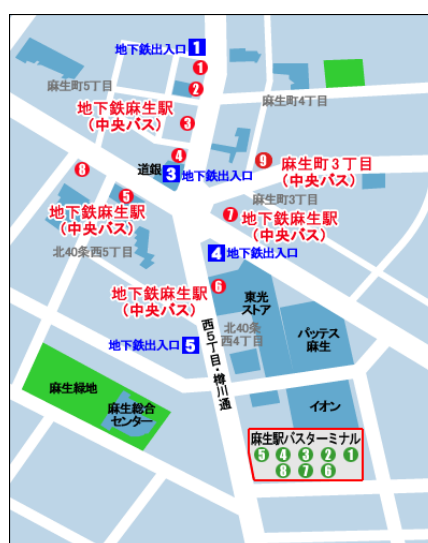 地下鉄出入口 1
1
2
麻生町5丁目
麻生町4丁目
地下鉄麻生駅
(中央バス)
3
4
9
麻生町3丁目
(中央バス)
8
道銀
3 地下鉄出入口
5
麻生町3丁目
地下鉄麻生駅
(中央バス)
7
地下鉄麻生駅
(中央バス)
北40条西5丁目
4 地下鉄出入口
6
地下鉄麻生駅
(中央バス)
東光
ストア
北40条
西4丁目
西5丁目・樽川通
バッテス
麻生
地下鉄出入口 5
麻生緑地
麻生総合
センター
イオン
麻生駅バスターミナル
5 4 3 2 1
8 7 6